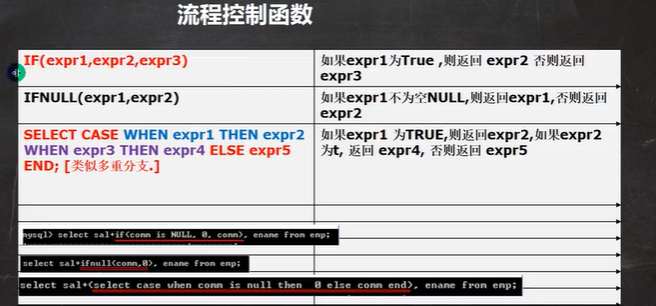 流程控制函数
IF(expr1,expr2,expr3)
如果expr1为True ,则返回 expr2 否则返回
expr3
IFNULL(expr1,expr2)
如果expr1不为空NULL,则返回expr1,否则返回
expr2
SELECT CASE WHEN expr1 THEN expr2
WHEN expr3 THEN expr4 ELSE expr5
END; [类似多重分支.]
如果expr1 为TRUE,则返回expr2,如果expr2
为t, 返回 expr4, 否则返回 expr5
mysql> select sal+if(comm is NULL, 0, comm), ename from emp;
select sal+ifnull(comm,0), ename from emp;
select sal+(select case when comm is null then 0 else comm end), ename from emp;